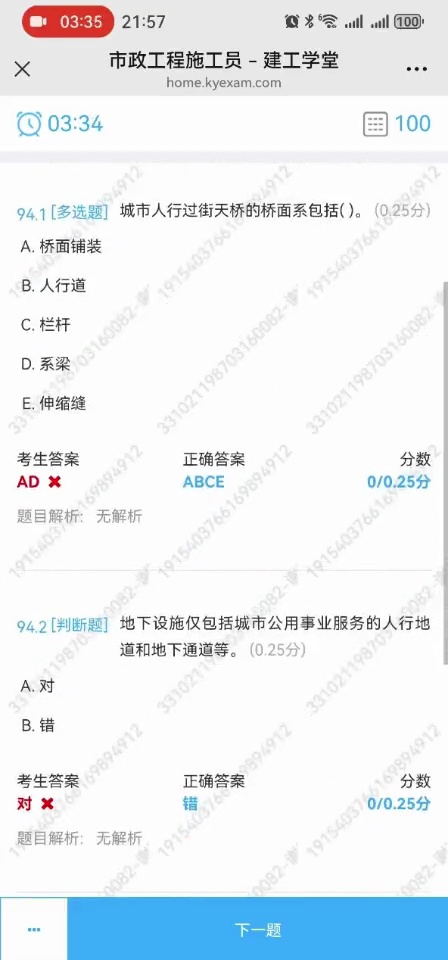 03:35 21:57 100
市政工程施工员 – 建工学堂
home.kyexam.com
03:34 100
94.1 [多选题] 城市人行过街天桥的桥面系包括( )。 (0.25分)
A. 桥面铺装
B. 人行道
C. 栏杆
D. 系梁
E. 伸缩缝
考生答案 正确答案 分数
AD ABCE 0/0.25分
题目解析: 无解析
94.2 [判断题] 地下设施仅包括城市公用事业服务的人行地
道和地下通道等。 (0.25分)
A. 对
B. 错
考生答案 正确答案 分数
对 错 0/0.25分
题目解析: 无解析
下一题